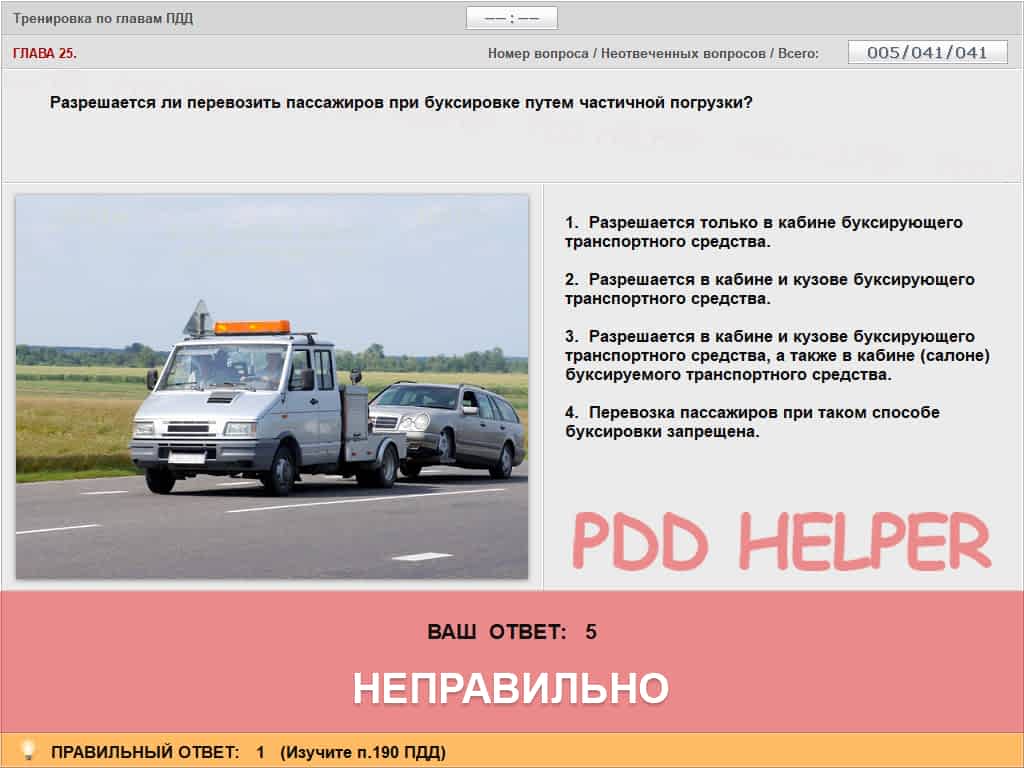 Тренировка по главам ПДД
–– : ––
ГЛАВА 25.
Номер вопроса / Неотвеченных вопросов / Всего:
005/041/041
Разрешается ли перевозить пассажиров при буксировке путем частичной погрузки?
1. Разрешается только в кабине буксирующего
транспортного средства.
2. Разрешается в кабине и кузове буксирующего
транспортного средства.
3. Разрешается в кабине и кузове буксирующего
транспортного средства, а также в кабине (салоне)
буксируемого транспортного средства.
4. Перевозка пассажиров при таком способе
буксировки запрещена.
PDD HELPER
ВАШ ОТВЕТ: 5
НЕПРАВИЛЬНО
ПРАВИЛЬНЫЙ ОТВЕТ: 1 (Изучите п.190 ПДД)